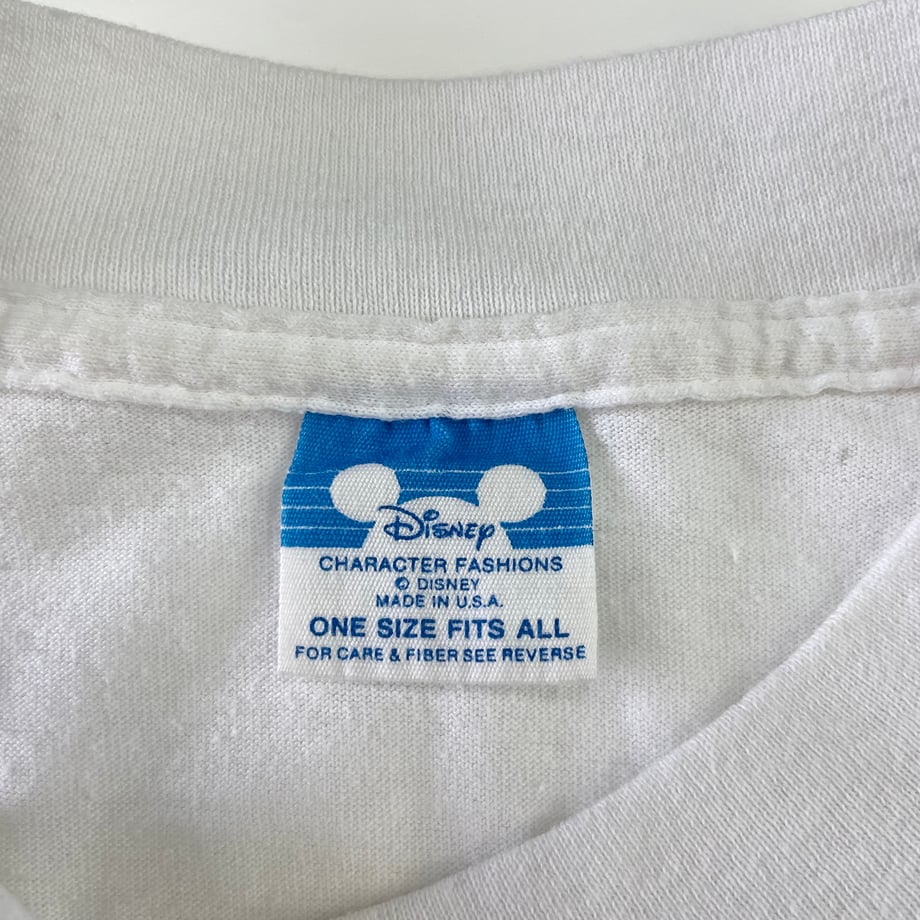 Disney
CHARACTER FASHIONS
© DISNEY
MADE IN U.S.A.
ONE SIZE FITS ALL
FOR CARE & FIBER SEE REVERSE